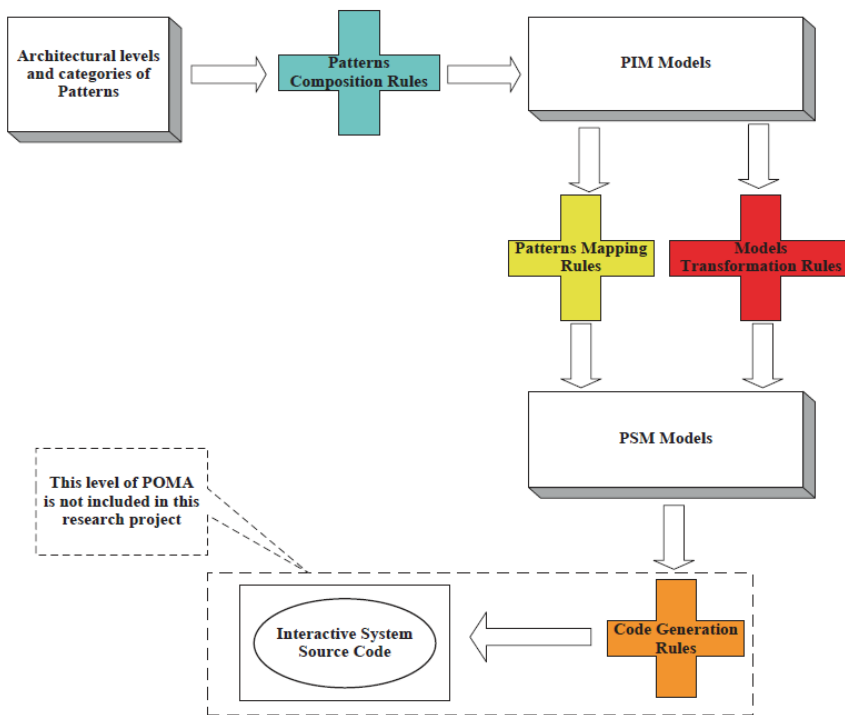 Architectural levels
and categories of
Patterns
Patterns
Composition Rules
PIM Models
Patterns Mapping
Rules
Models
Transformation Rules
PSM Models
This level of POMA
is not included in this
research project
Interactive System
Source Code
Code Generation
Rules